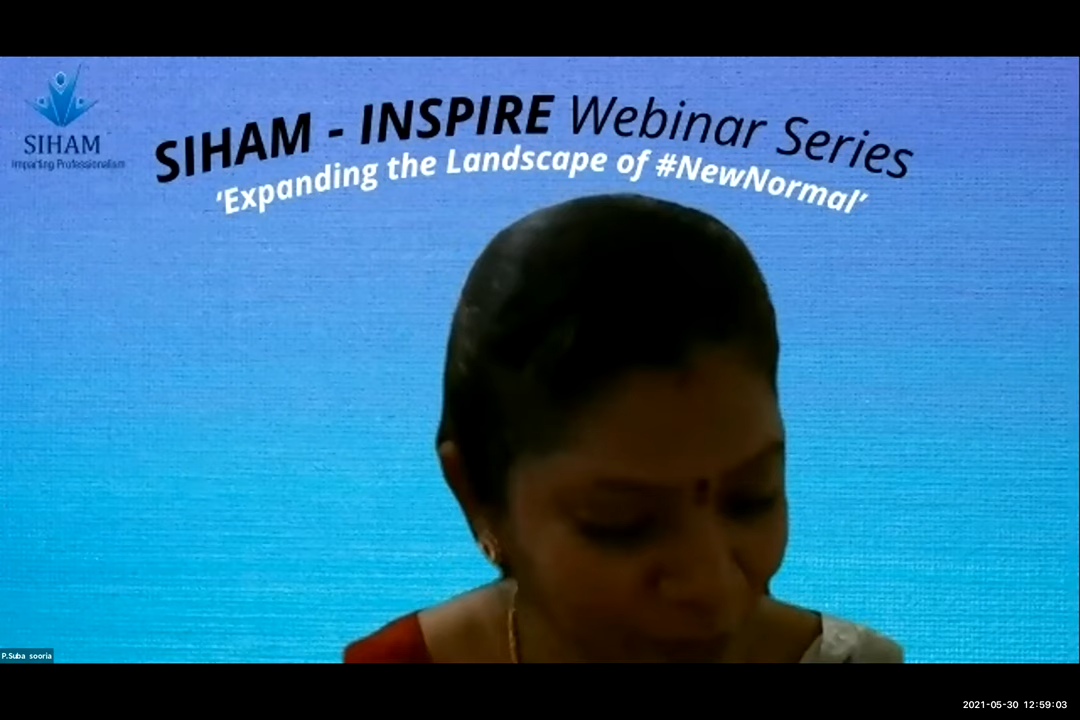 SIHAM
Imparting Professionalism
SIHAM - INSPIRE Webinar Series
‘Expanding the Landscape of #NewNormal’
P.Suba sooria
2021-05-30 12:59:03